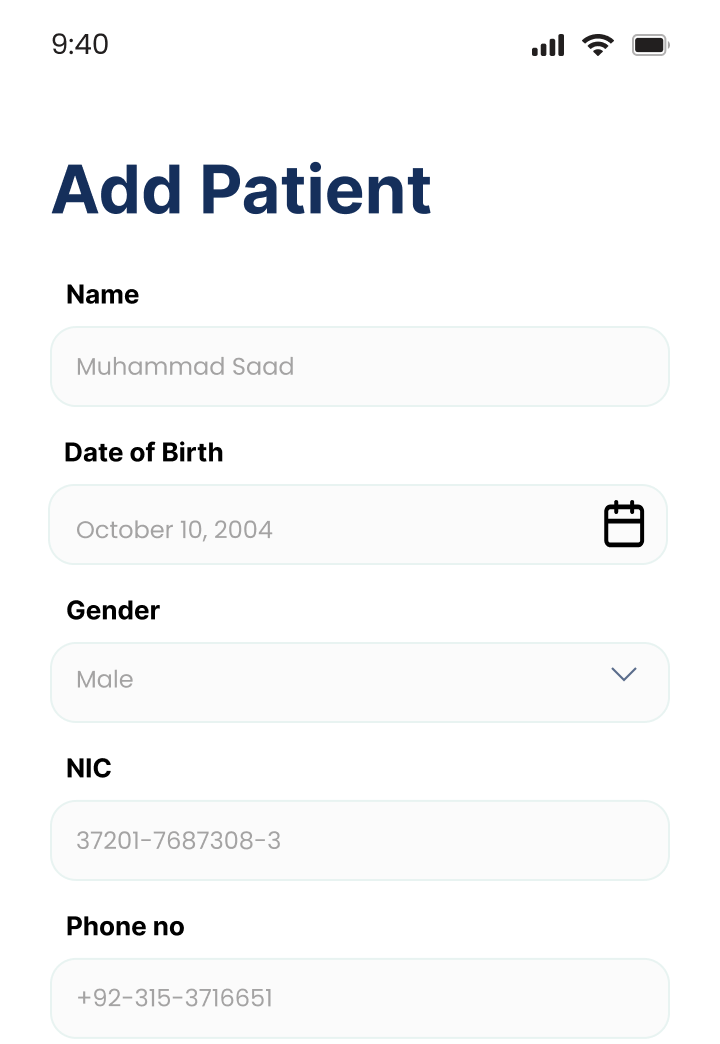 9:40
Add Patient
Name
Muhammad Saad
Date of Birth
October 10, 2004
Gender
Male
NIC
37201-7687308-3
Phone no
+92-315-3716651